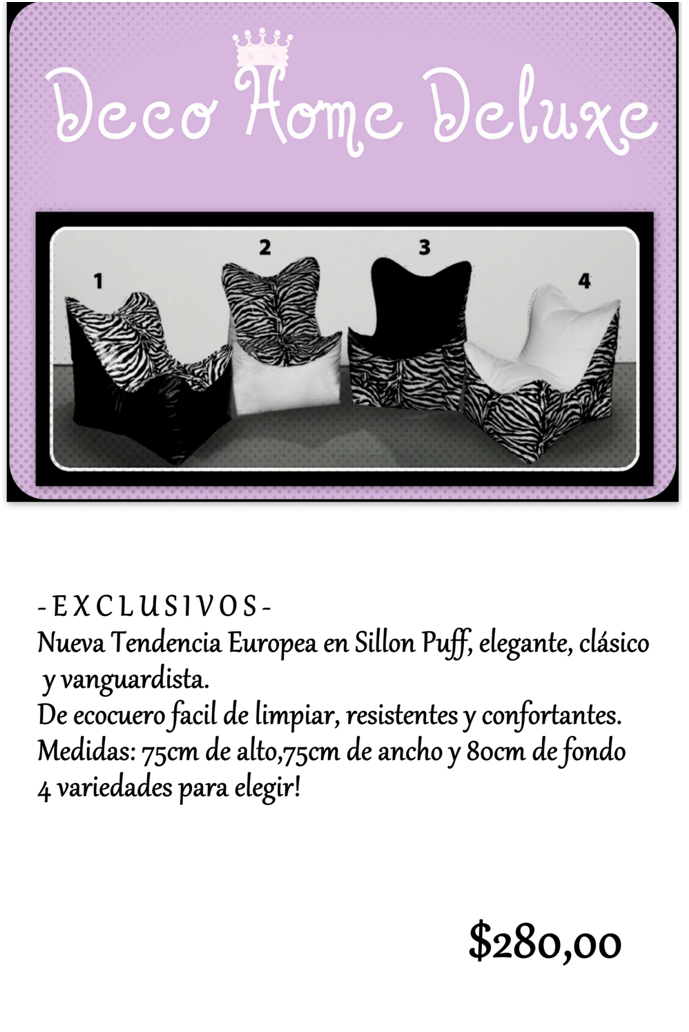 Deco Home Deluxe
1
2
3
4
-EXCLUSIVOS-
Nueva Tendencia Europea en Sillon Puff, elegante, clásico
y vanguardista.
De ecocuero facil de limpiar, resistentes y confortantes.
Medidas: 75cm de alto,75cm de ancho y 80cm de fondo
4 variedades para elegir!
$280,00